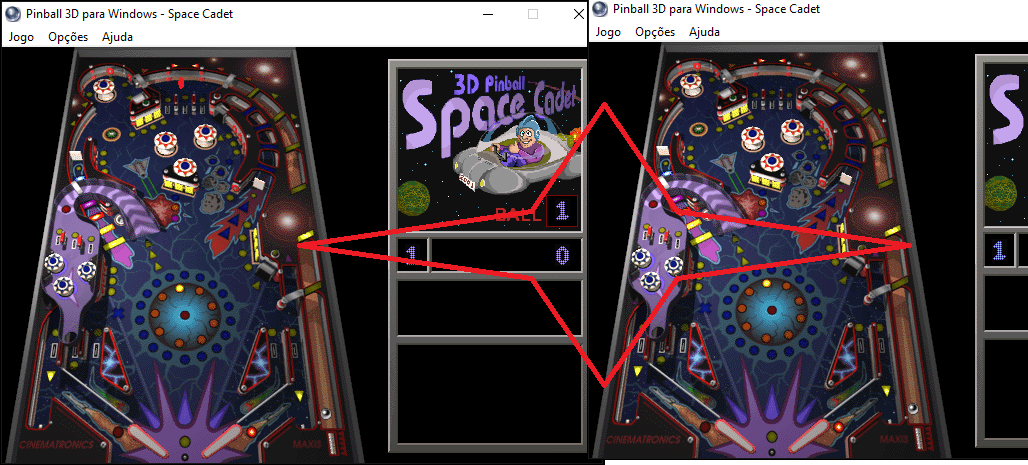 Pinball 3D para Windows - Space Cadet
Jogo Opções Ajuda
3D Pinball
Space Cadet
BALL 1
1 0
CINEMATRONICS MAXIS
Pinball 3D para Windows - Space Cadet
Jogo Opções Ajuda
S
1
CINEMATRONICS MAXIS